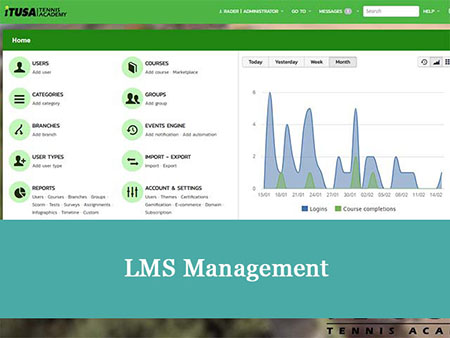 iTUSA TENNIS ACADEMY
J. RADER | ADMINISTRATOR GO TO MESSAGES Search HELP
Home
USERS
Add user
COURSES
Add course · Marketplace
CATEGORIES
Add category
GROUPS
Add group
BRANCHES
Add branch
EVENTS ENGINE
Add notification · Add automation
USER TYPES
Add user type
IMPORT - EXPORT
Import · Export
REPORTS
Users · Courses · Branches · Groups ·
Scorm · Tests · Surveys · Assignments ·
Infographics · Timeline · Custom
ACCOUNT & SETTINGS
Users · Themes · Certifications ·
Gamification · E-commerce · Domain ·
Subscription
Today Yesterday Week Month
6
4
2
0
15/01 18/01 21/01 24/01 27/01 30/01 02/02 05/02 08/02 11/02 14/02
Logins Course completions
LMS Management
TENNIS ACA